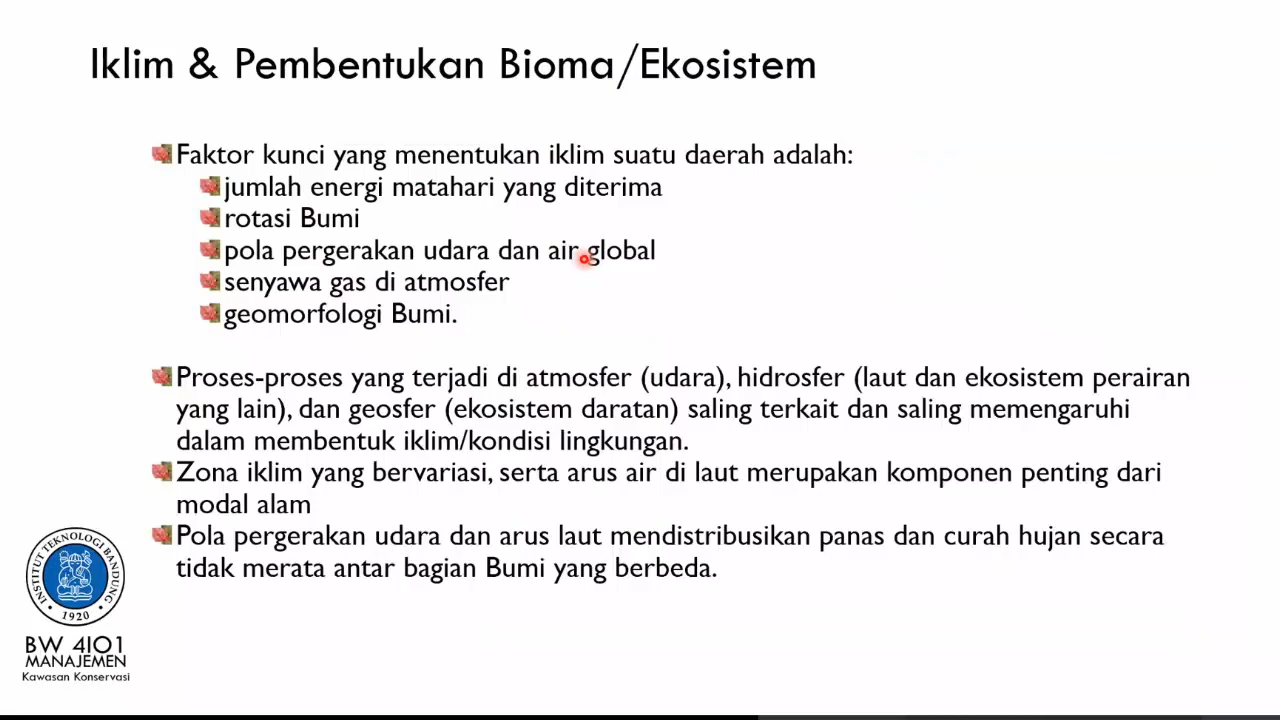 Iklim & Pembentukan Bioma/Ekosistem
Faktor kunci yang menentukan iklim suatu daerah adalah:
jumlah energi matahari yang diterima
rotasi Bumi
pola pergerakan udara dan air global
senyawa gas di atmosfer
geomorfologi Bumi.
Proses-proses yang terjadi di atmosfer (udara), hidrosfer (laut dan ekosistem perairan
yang lain), dan geosfer (ekosistem daratan) saling terkait dan saling memengaruhi
dalam membentuk iklim/kondisi lingkungan.
Zona iklim yang bervariasi, serta arus air di laut merupakan komponen penting dari
modal alam
Pola pergerakan udara dan arus laut mendistribusikan panas dan curah hujan secara
tidak merata antar bagian Bumi yang berbeda.
INSTITUT TEKNOLOGI BANDUNG
1920
BW 4101
MANAJEMEN
Kawasan Konservasi